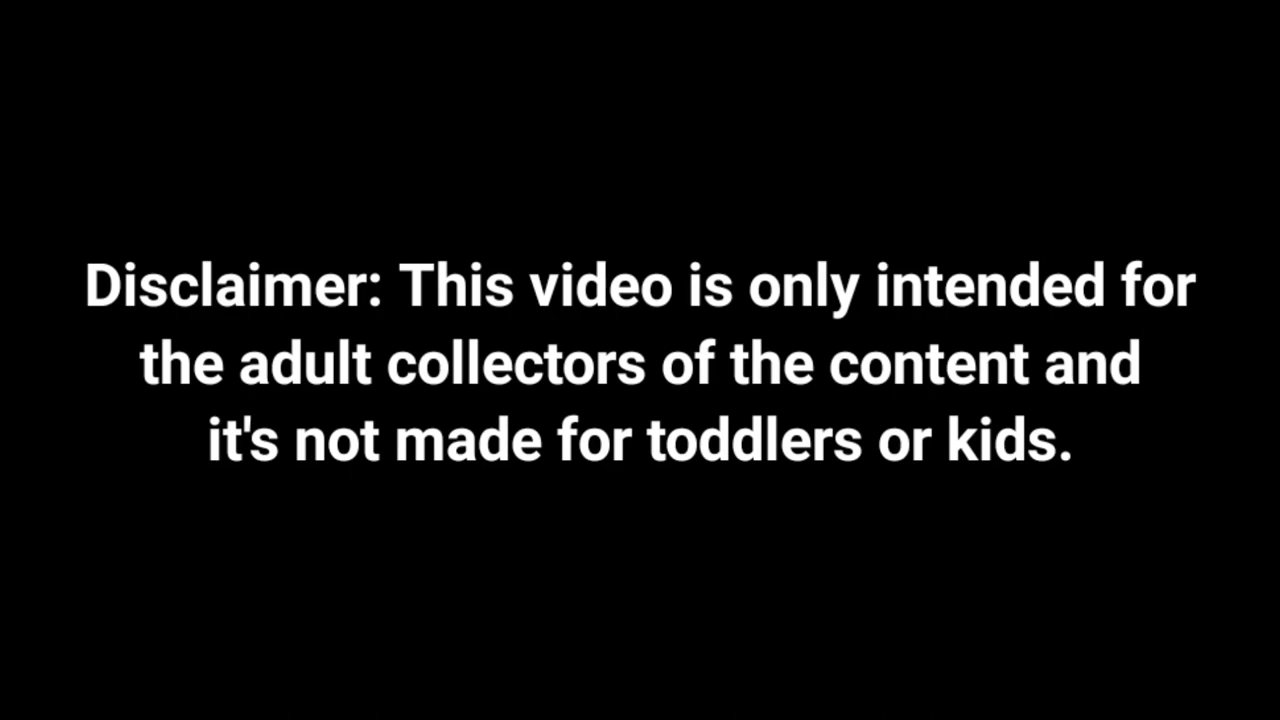 Disclaimer: This video is only intended for
the adult collectors of the content and
it's not made for toddlers or kids.